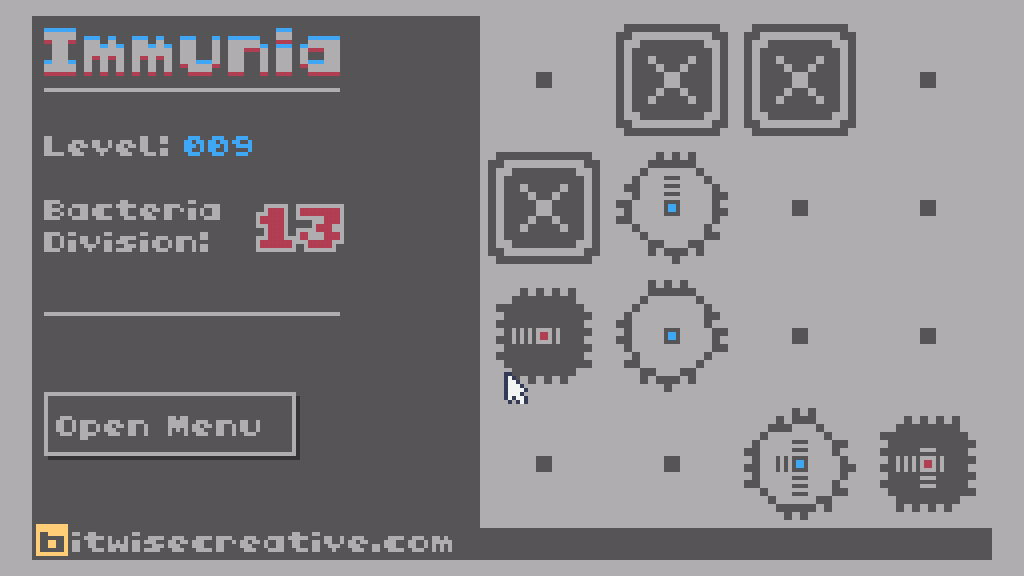 Immunia
Level: 009
Bacteria
Division: 13
Open Menu
bitwisecreative.com